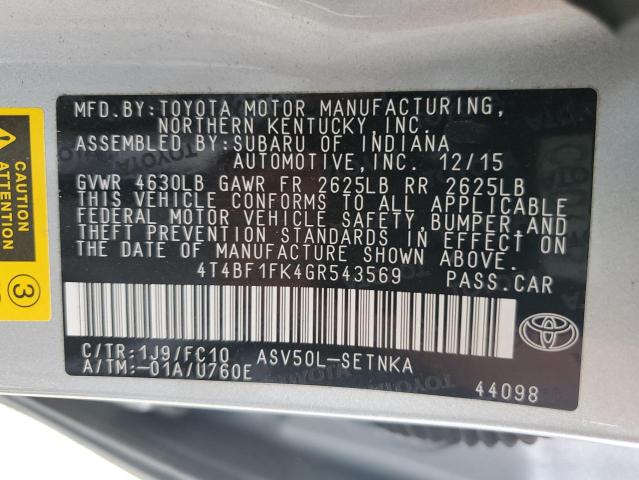 MFD.BY:TOYOTA MOTOR MANUFACTURING,
NORTHERN KENTUCKY,INC.
ASSEMBLED BY:SUBARU OF INDIANA
AUTOMOTIVE,INC. 12/15
GVWR 4630LB GAWR FR 2625LB RR 2625LB
THIS VEHICLE CONFORMS TO ALL APPLICABLE
FEDERAL MOTOR VEHICLE SAFETY,BUMPER,AND
THEFT PREVENTION STANDARDS IN EFFECT ON
THE DATE OF MANUFACTURE SHOWN ABOVE.
4T4BF1FK4GR543569 PASS.CAR
C/TR:1J9/FC10 ASV50L-SETNKA
A/TM:-01A/U760E
44098
TOYOTA
CAUTION
ATTENTION
3